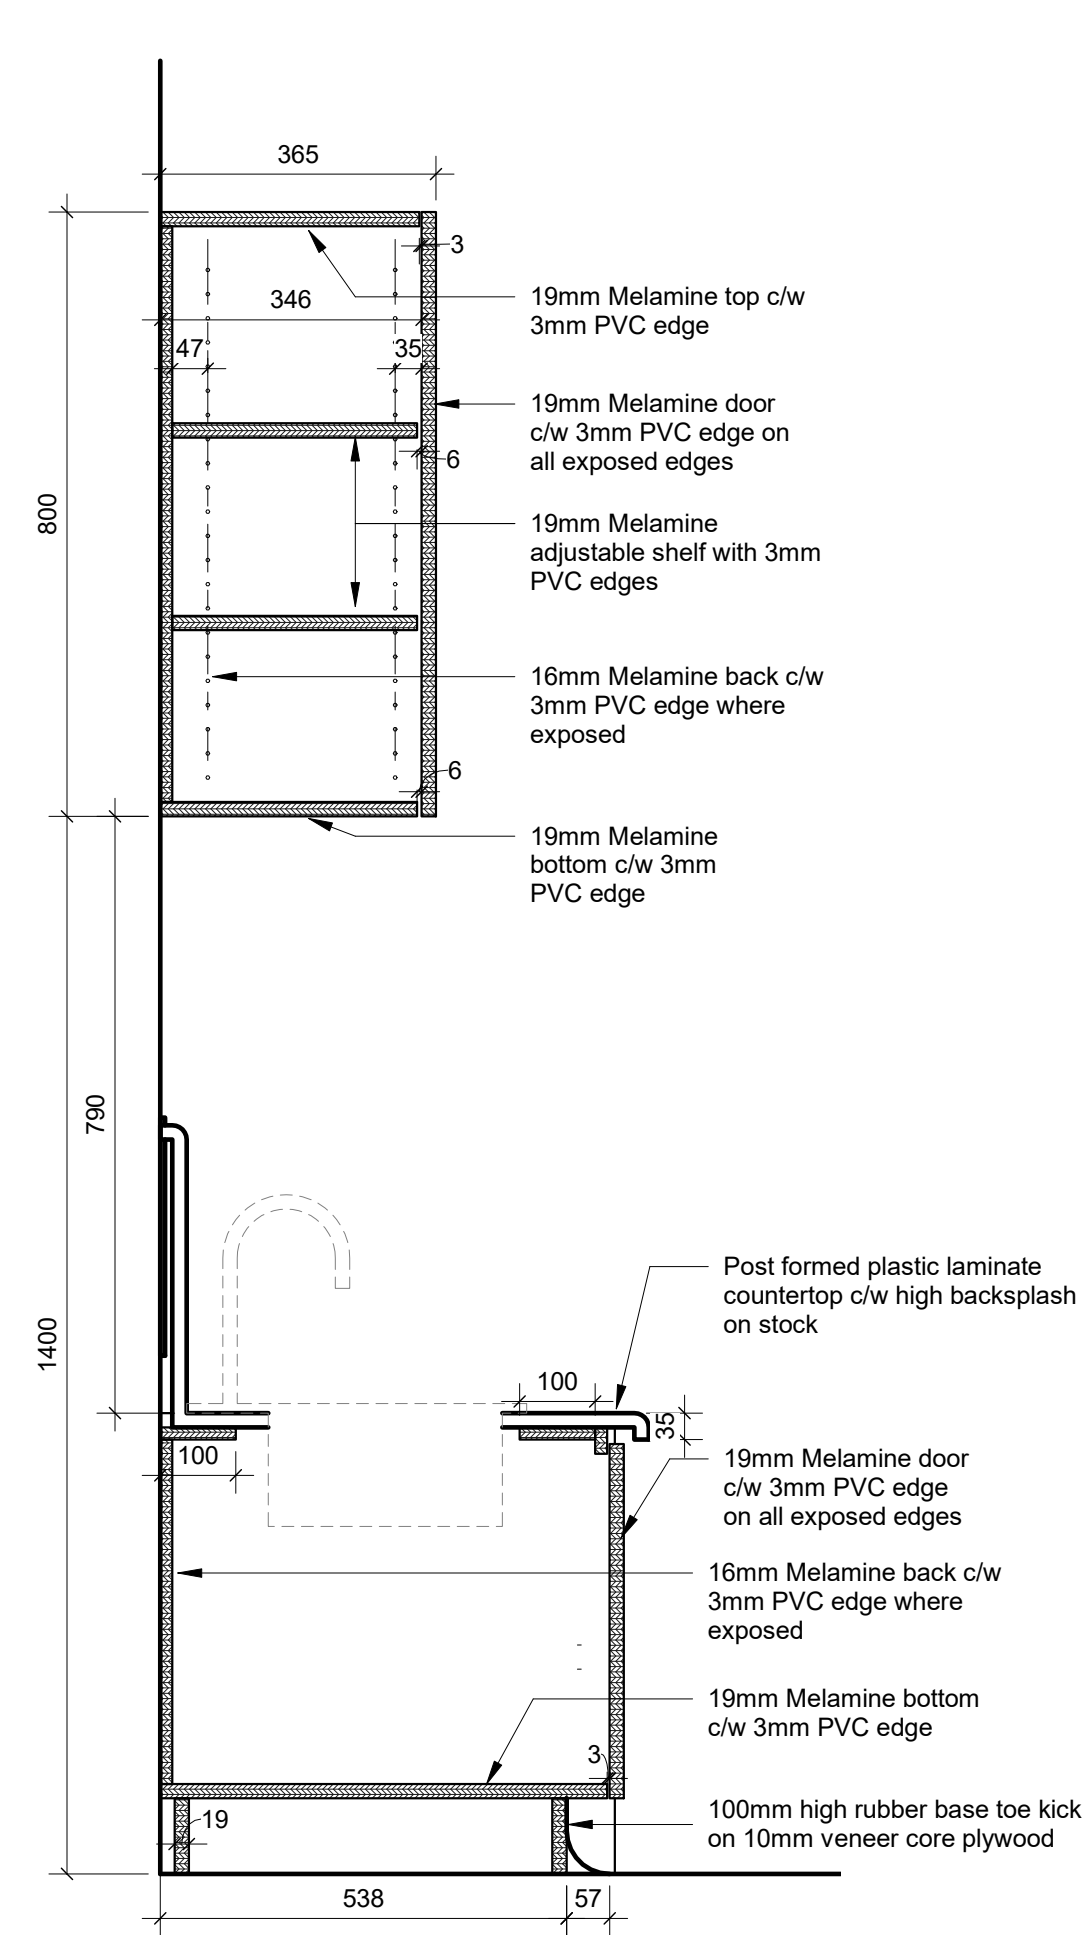 365
3
346
19mm Melamine top c/w
3mm PVC edge
47
35
19mm Melamine door
c/w 3mm PVC edge on
all exposed edges
6
800
19mm Melamine
adjustable shelf with 3mm
PVC edges
16mm Melamine back c/w
3mm PVC edge where
exposed
6
19mm Melamine
bottom c/w 3mm
PVC edge
790
Post formed plastic laminate
countertop c/w high backsplash
on stock
1400
100
35
100
19mm Melamine door
c/w 3mm PVC edge
on all exposed edges
16mm Melamine back c/w
3mm PVC edge where
exposed
19mm Melamine bottom
c/w 3mm PVC edge
3
19
100mm high rubber base toe kick
on 10mm veneer core plywood
538
57